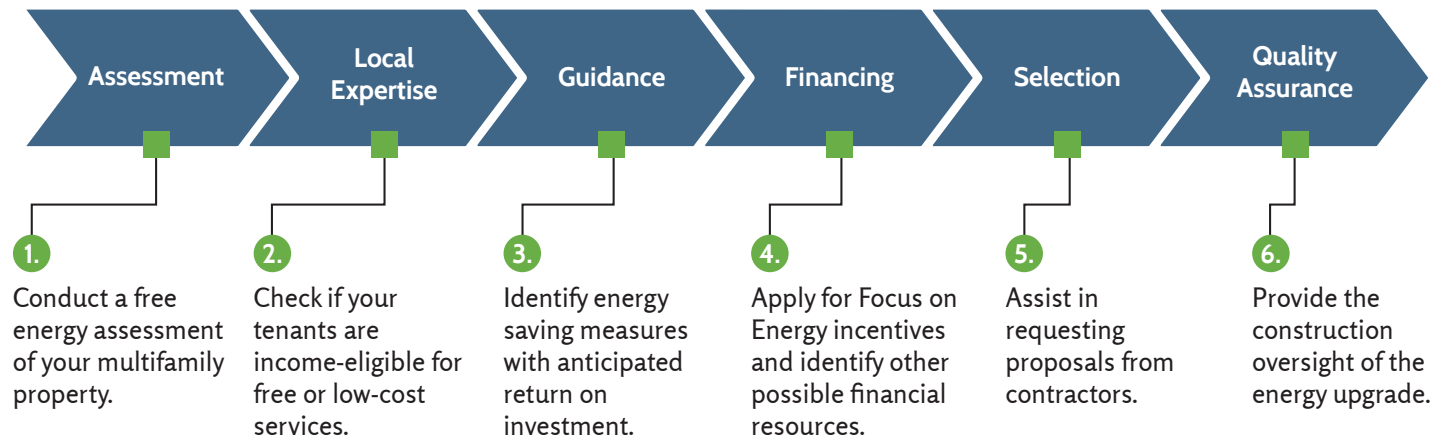 Assessment
Local
Expertise
Guidance
Financing
Selection
Quality
Assurance
1.
Conduct a free
energy assessment
of your multifamily
property.
2.
Check if your
tenants are
income-eligible for
free or low-cost
services.
3.
Identify energy
saving measures
with anticipated
return on
investment.
4.
Apply for Focus on
Energy incentives
and identify other
possible financial
resources.
5.
Assist in
requesting
proposals from
contractors.
6.
Provide the
construction
oversight of the
energy upgrade.